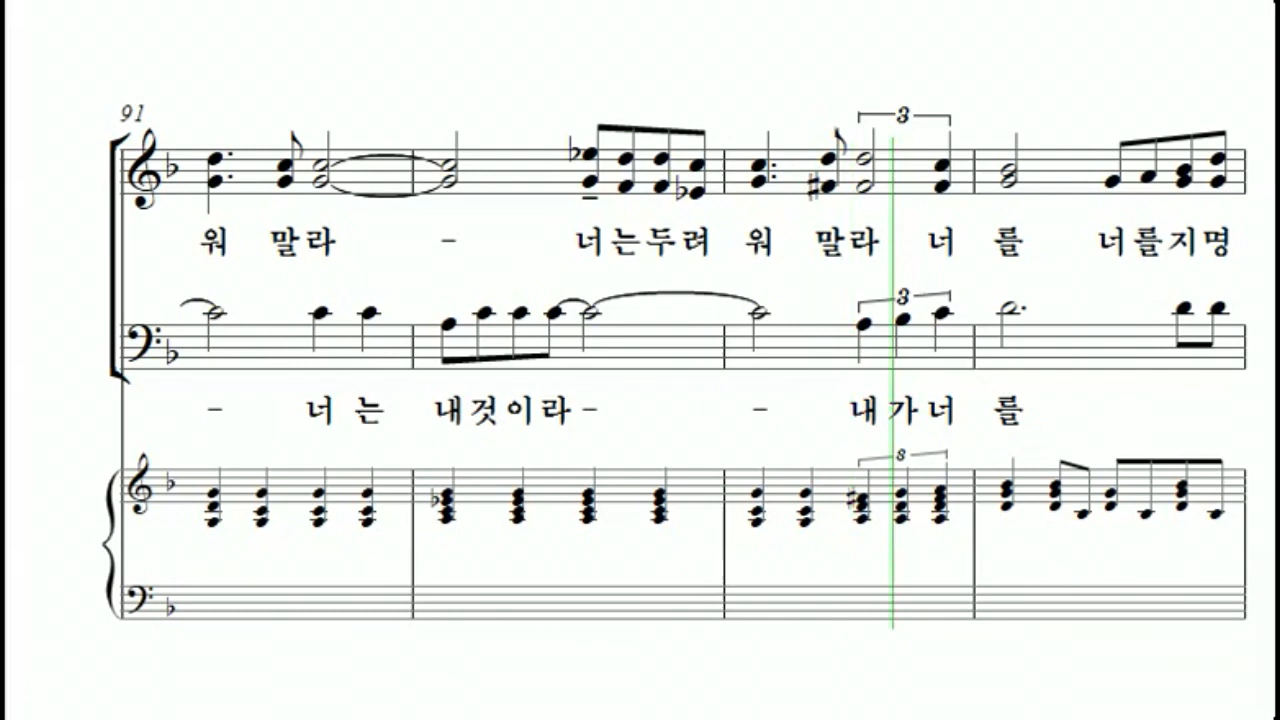 91
3
워 말라 - 너는두려 워 말라 너 를 너를지명
3
- 너 는 내것이라- - 내가너 를
3